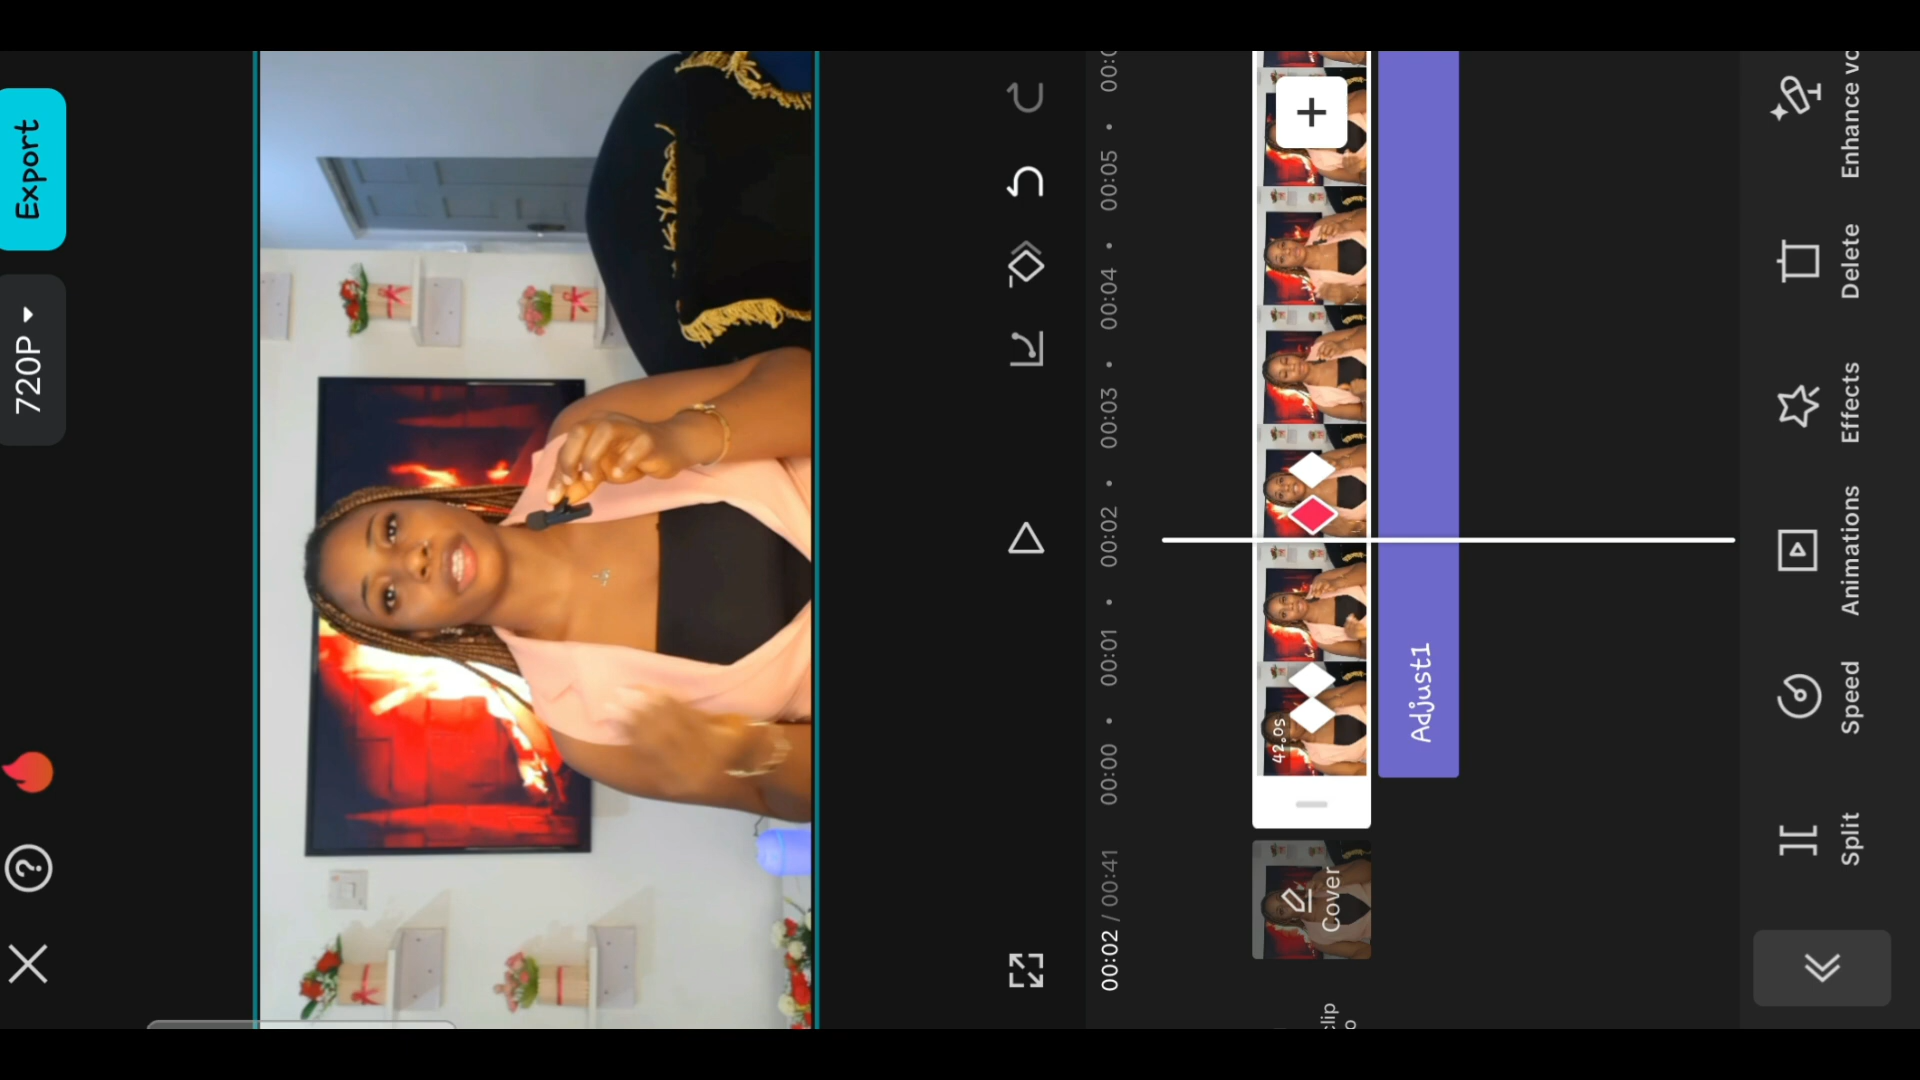 720P
Export
00:02 / 00:41
00:00 • 00:01 • 00:02 • 00:03 • 00:04 • 00:05 •
Cover
42.0s
Adjust1
Split
Speed
Animations
Effects
Delete
Enhance